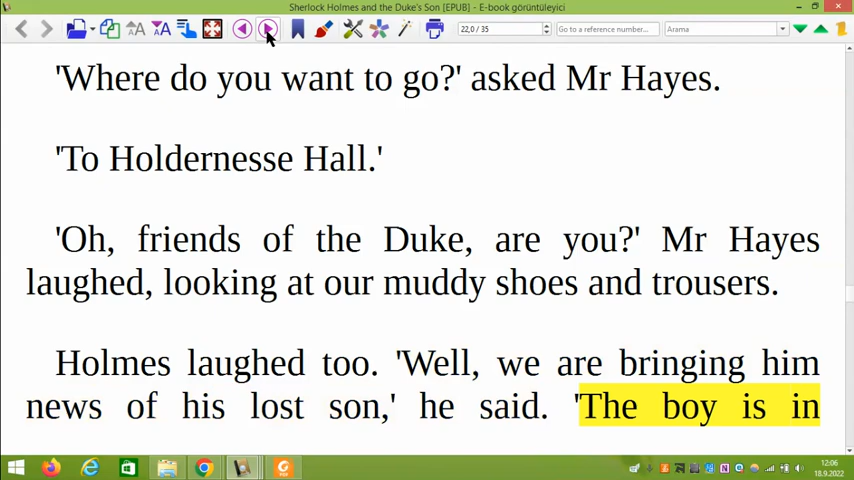 Sherlock Holmes and the Duke's Son [EPUB] - E-book görüntüleyici
22,0 / 35
Go to a reference number...
Arama
'Where do you want to go?' asked Mr Hayes.
'To Holdernesse Hall.'
'Oh, friends of the Duke, are you?' Mr Hayes
laughed, looking at our muddy shoes and trousers.
Holmes laughed too. 'Well, we are bringing him
news of his lost son,' he said. 'The boy is in
12:06
18.9.2022